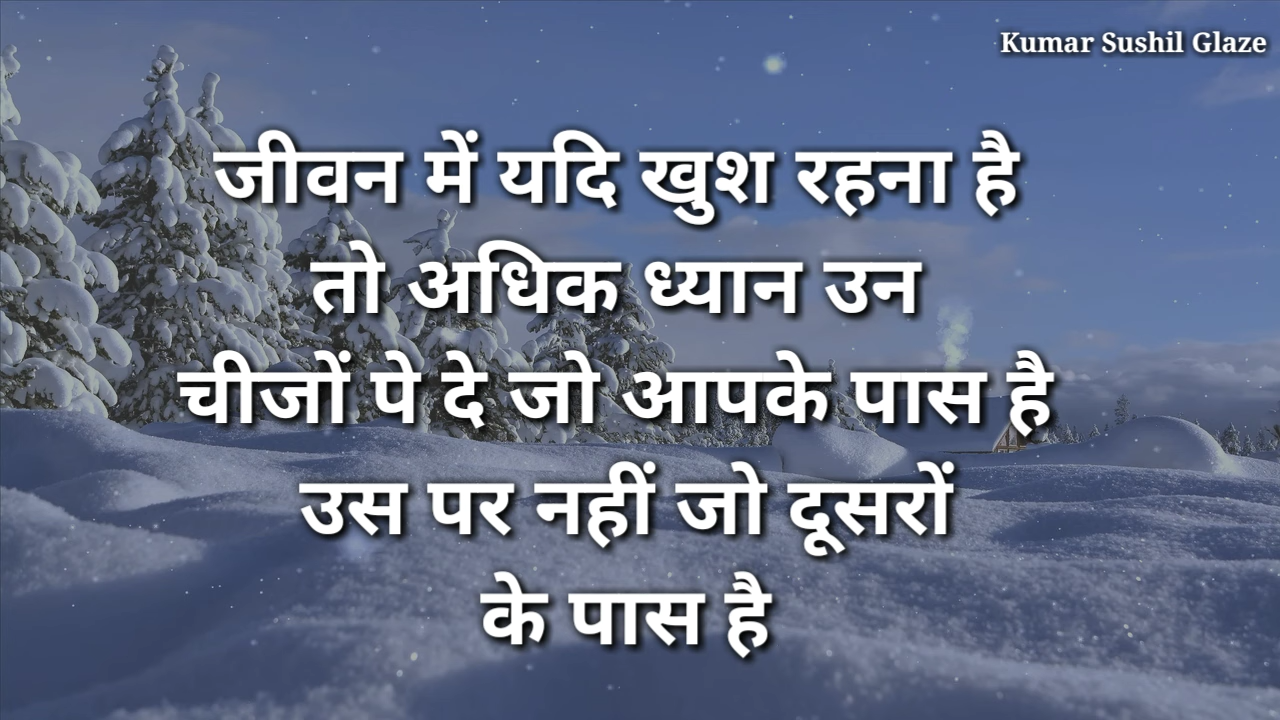 Kumar Sushil Glaze
जीवन में यदि खुश रहना है
तो अधिक ध्यान उन
चीजों पे दे जो आपके पास है
उस पर नहीं जो दूसरों
के पास है